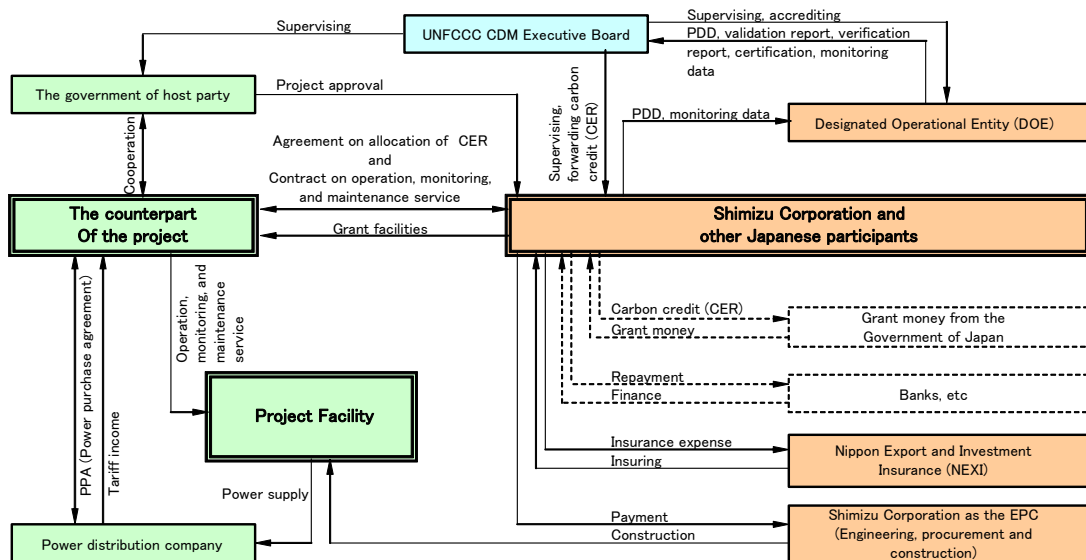 Supervising
UNFCCC CDM Executive Board
Supervising, accrediting
PDD, validation report, verification
report, certification, monitoring
data
The government of host party
Project approval
Supervising,
forwarding carbon
credit (CER)
PDD, monitoring data
Designated Operational Entity (DOE)
Cooperation
Agreement on allocation of CER
and
Contract on operation, monitoring,
and maintenance service
The counterpart
Of the project
Grant facilities
Shimizu Corporation and
other Japanese participants
PPA (Power purchase agreement)
Tariff income
Operation,
monitoring, and
maintenance
service
Carbon credit (CER)
Grant money
Grant money from the
Government of Japan
Repayment
Finance
Banks, etc
Project Facility
Insurance expense
Insuring
Nippon Export and Investment
Insurance (NEXI)
Power supply
Payment
Construction
Shimizu Corporation as the EPC
(Engineering, procurement and
construction)
Power distribution company